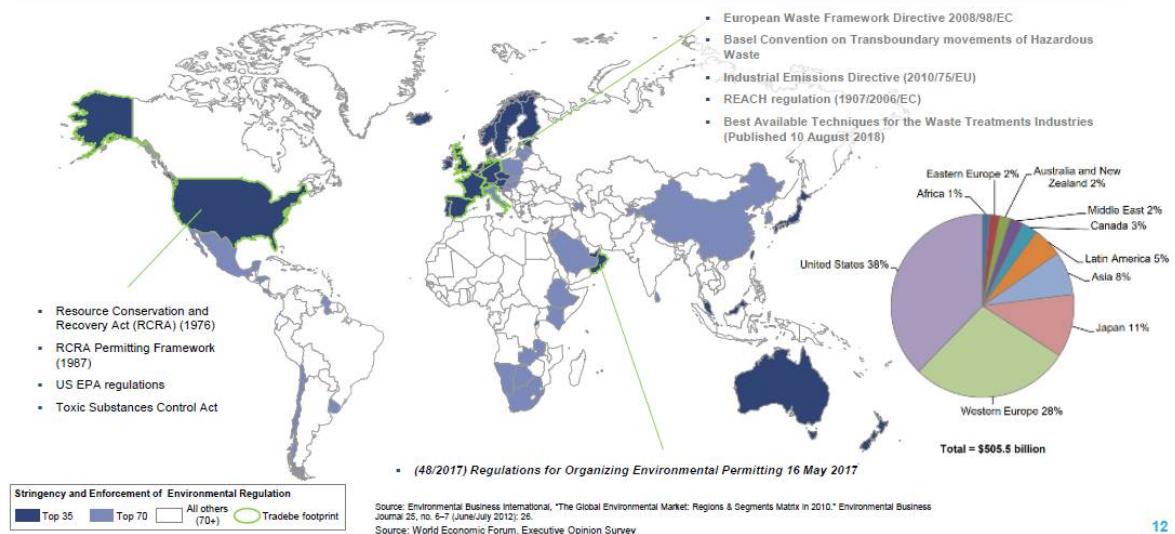 ▪ European Waste Framework Directive 2008/98/EC
▪ Basel Convention on Transboundary movements of Hazardous
Waste
▪ Industrial Emissions Directive (2010/75/EU)
▪ REACH regulation (1907/2006/EC)
▪ Best Available Techniques for the Waste Treatments Industries
(Published 10 August 2018)
▪ Resource Conservation and
Recovery Act (RCRA) (1976)
▪ RCRA Permitting Framework
(1987)
▪ US EPA regulations
▪ Toxic Substances Control Act
▪ (48/2017) Regulations for Organizing Environmental Permitting 16 May 2017
Eastern Europe 2%
Australia and New
Zealand 2%
Africa 1%
Middle East 2%
Canada 3%
United States 38%
Latin America 5%
Asia 8%
Japan 11%
Western Europe 28%
Total = $505.5 billion
Stringency and Enforcement of Environmental Regulation
Top 35
Top 70
All others
(70+)
Tradebe footprint
Source: Environmental Business International, "The Global Environmental Market: Regions & Segments Matrix in 2010." Environmental Business
Journal 25, no. 6–7 (June/July 2012): 26.
Source: World Economic Forum, Executive Opinion Survey
12